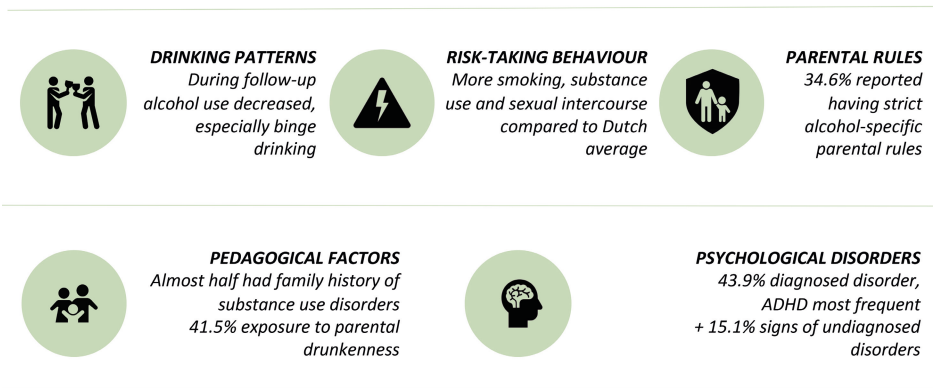 DRINKING PATTERNS
During follow-up
alcohol use decreased,
especially binge
drinking
RISK-TAKING BEHAVIOUR
More smoking, substance
use and sexual intercourse
compared to Dutch
average
PARENTAL RULES
34.6% reported
having strict
alcohol-specific
parental rules
PEDAGOGICAL FACTORS
Almost half had family history of
substance use disorders
41.5% exposure to parental
drunkenness
PSYCHOLOGICAL DISORDERS
43.9% diagnosed disorder,
ADHD most frequent
+ 15.1% signs of undiagnosed
disorders